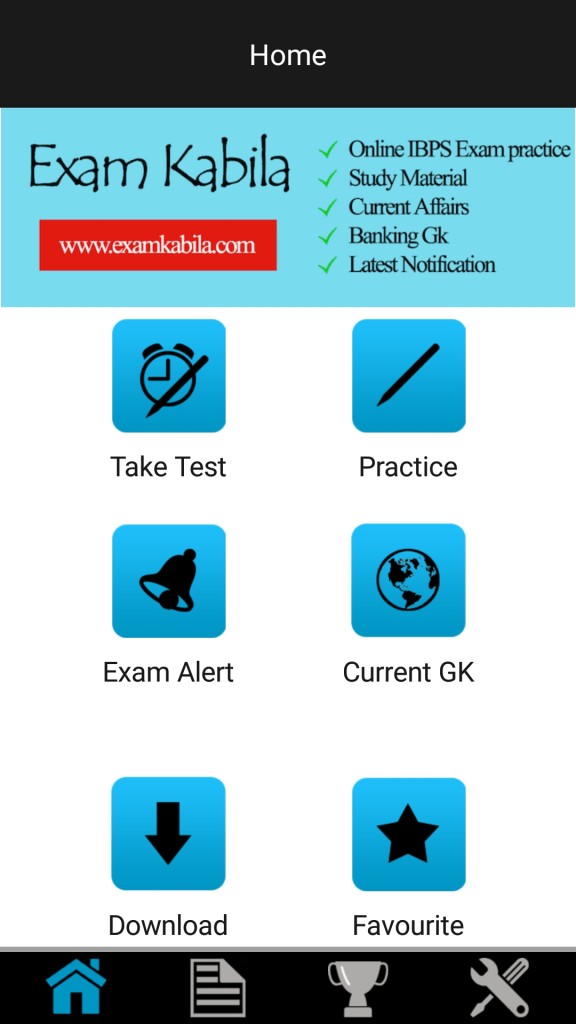 Home
Exam Kabila
www.examkabila.com
Online IBPS Exam practice
Study Material
Current Affairs
Banking Gk
Latest Notification
Take Test
Practice
Exam Alert
Current GK
Download
Favourite